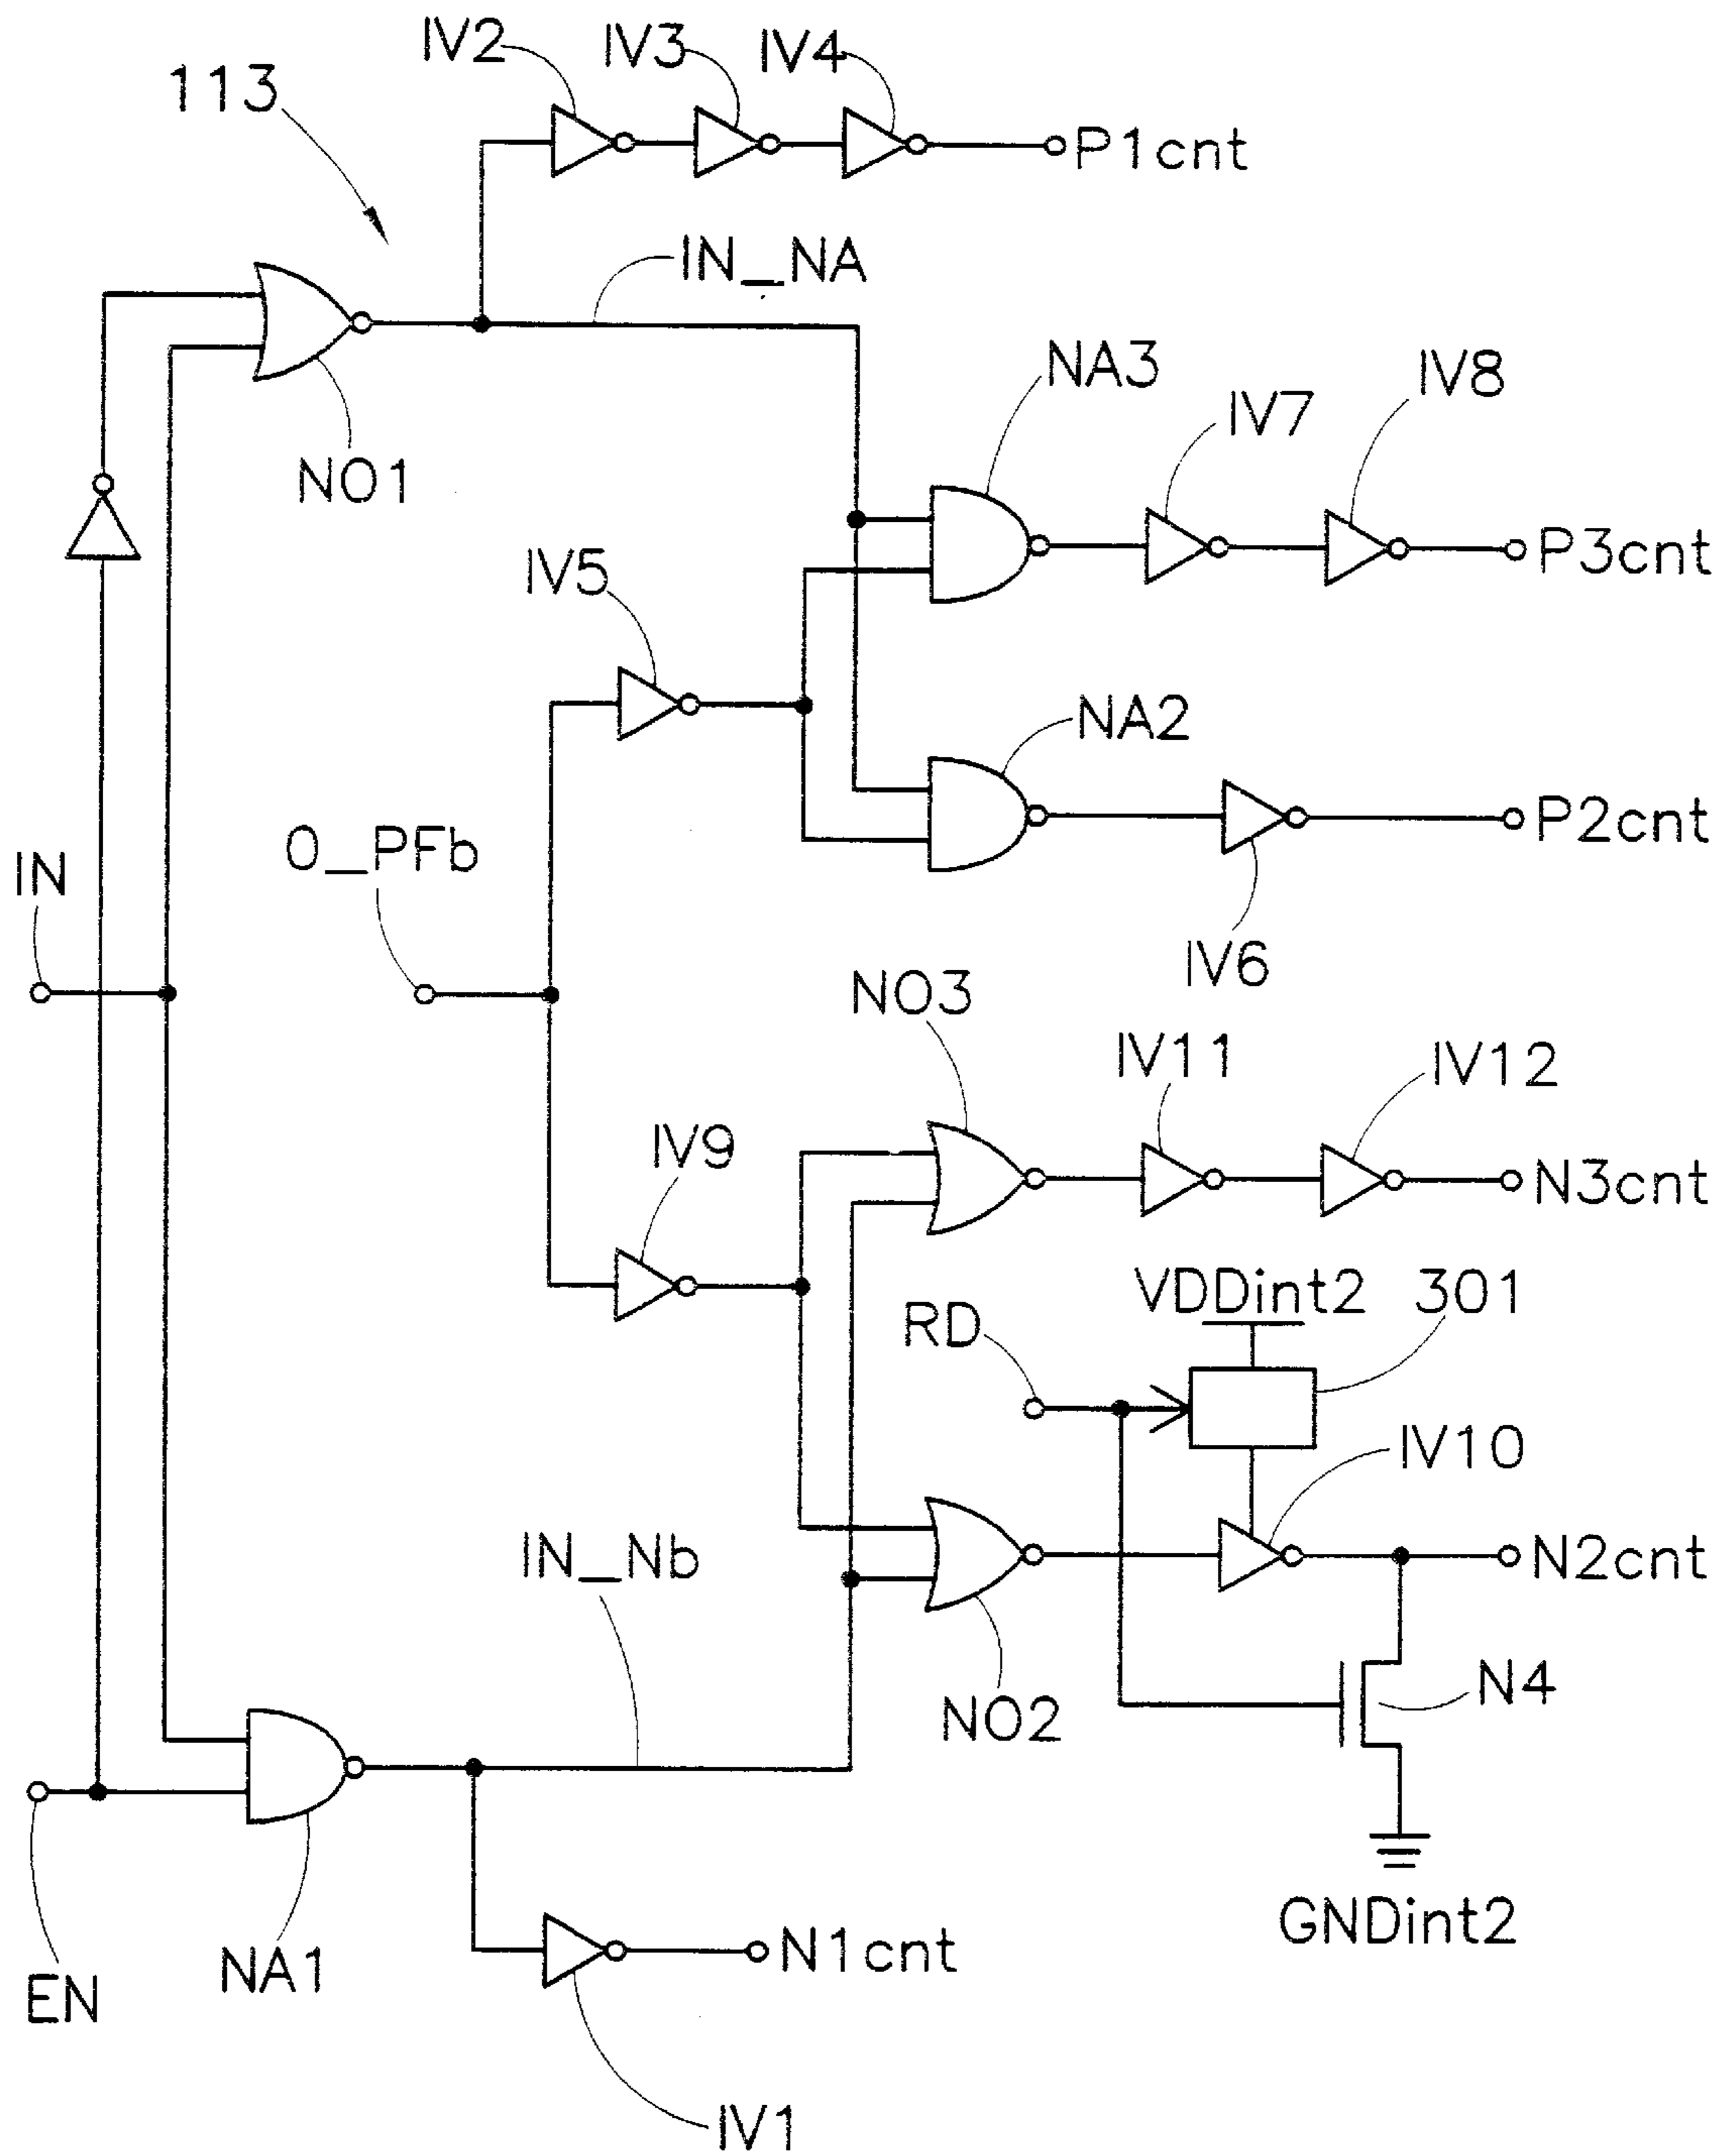 IV2
IV3
IV4
113
P1cnt
IN_NA
NA3
IV8
IV7
NO1
P3cnt
IV5
NA2
P2cnt
O_PFb
IN
IV6
NO3
IV11
IV12
IV9
N3cnt
VDDint2
301
RD
IV10
IN_Nb
N2cnt
N4
NO2
GNDint2
NA1
N1cnt
EN
IV1